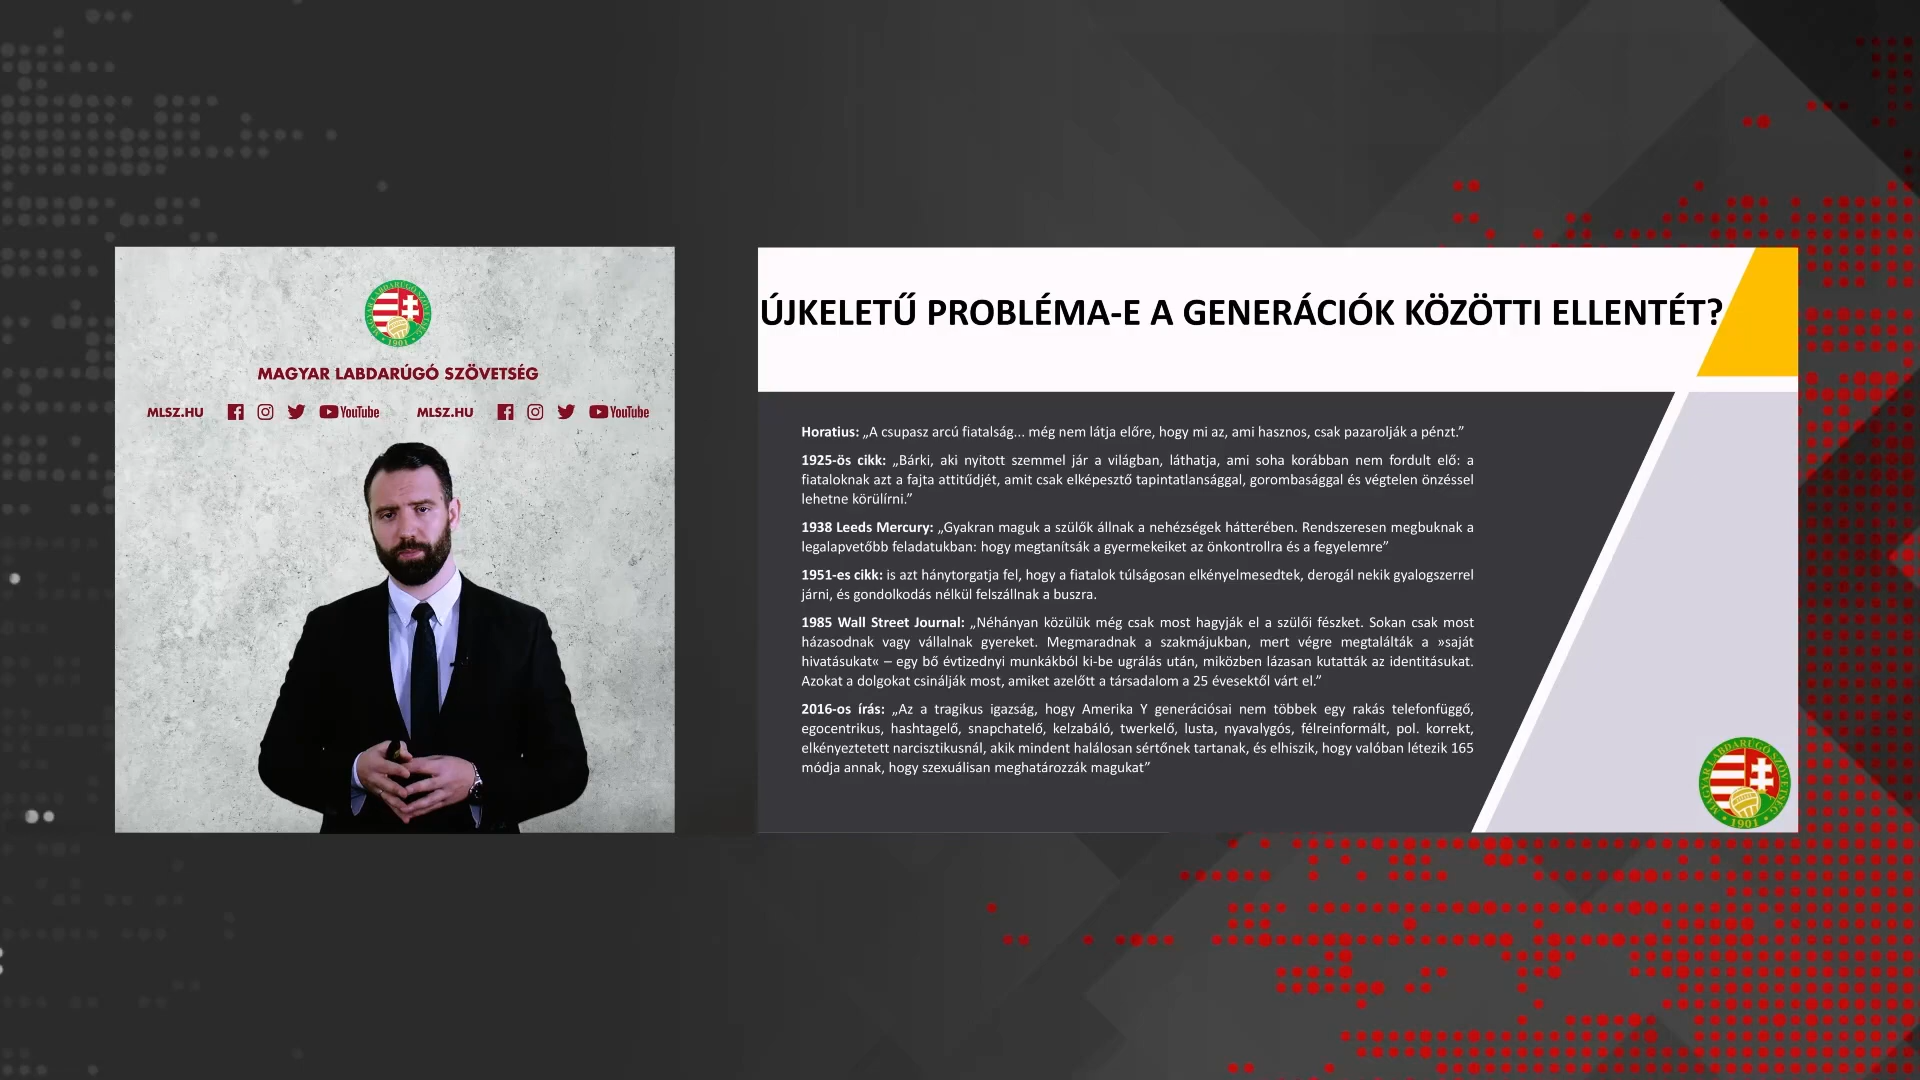 MAGYAR LABDARÚGÓ SZÖVETSÉG
1901
MAGYAR LABDARÚGÓ SZÖVETSÉG
MLSZ.HU YouTube MLSZ.HU YouTube
ÚJKELETŰ PROBLÉMA-E A GENERÁCIÓK KÖZÖTTI ELLENTÉT?
Horatius: „A csupasz arcú fiatalság... még nem látja előre, hogy mi az, ami hasznos, csak pazarolják a pénzt.”
1925-ös cikk: „Bárki, aki nyitott szemmel jár a világban, láthatja, ami soha korábban nem fordult elő: a
fiataloknak azt a fajta attitűdjét, amit csak elképesztő tapintatlansággal, gorombasággal és végtelen önzéssel
lehetne körülírni.”
1938 Leeds Mercury: „Gyakran maguk a szülők állnak a nehézségek hátterében. Rendszeresen megbuknak a
legalapvetőbb feladatukban: hogy megtanítsák a gyermekeiket az önkontrollra és a fegyelemre”
1951-es cikk: is azt hánytorgatja fel, hogy a fiatalok túlságosan elkényelmesedtek, derogál nekik gyalogszerrel
járni, és gondolkodás nélkül felszállnak a buszra.
1985 Wall Street Journal: „Néhányan közülük még csak most hagyják el a szülői fészket. Sokan csak most
házasodnak vagy vállalnak gyereket. Megmaradnak a szakmájukban, mert végre megtalálták a »saját
hivatásukat« – egy bő évtizednyi munkákból ki-be ugrálás után, miközben lázasan kutatták az identitásukat.
Azokat a dolgokat csinálják most, amiket azelőtt a társadalom a 25 évesektől várt el.”
2016-os írás: „Az a tragikus igazság, hogy Amerika Y generációsai nem többek egy rakás telefonfüggő,
egocentrikus, hashtagelő, snapchatelő, kelzabáló, twerkelő, lusta, nyavalygós, félreinformált, pol. korrekt,
elkényeztetett narcisztikusnál, akik mindent halálosan sértőnek tartanak, és elhiszik, hogy valóban létezik 165
módja annak, hogy szexuálisan meghatározzák magukat”
MAGYAR LABDARÚGÓ SZÖVETSÉG
1901